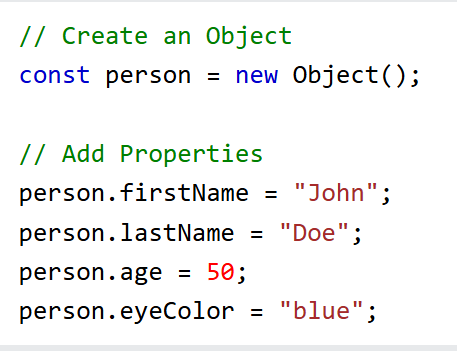 // Create an Object
const person = new Object();
// Add Properties
person.firstName = "John";
person.lastName = "Doe";
person.age = 50;
person.eyeColor = "blue";